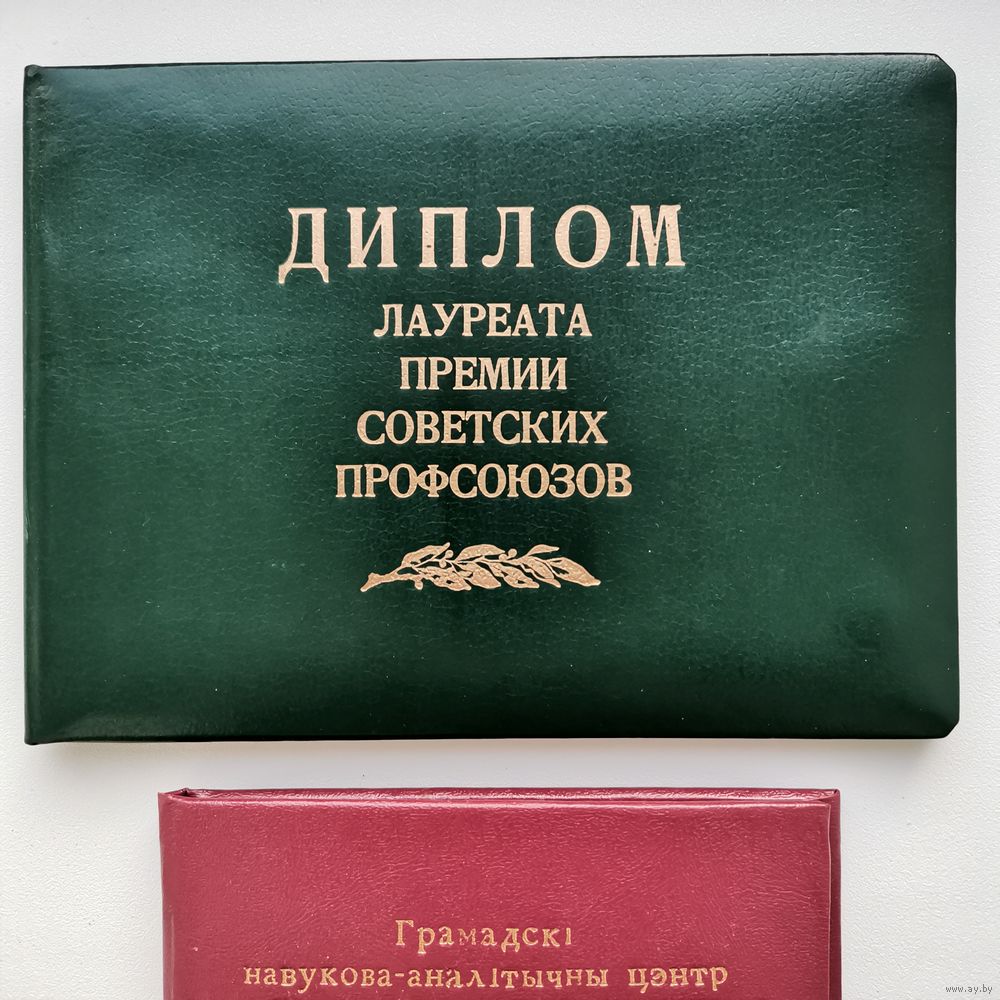 ДИПЛОМ
ЛАУРЕАТА
ПРЕМИИ
СОВЕТСКИХ
ПРОФСОЮЗОВ
Грамадскі
навукова-аналітычны цэнтр
www.ay.by